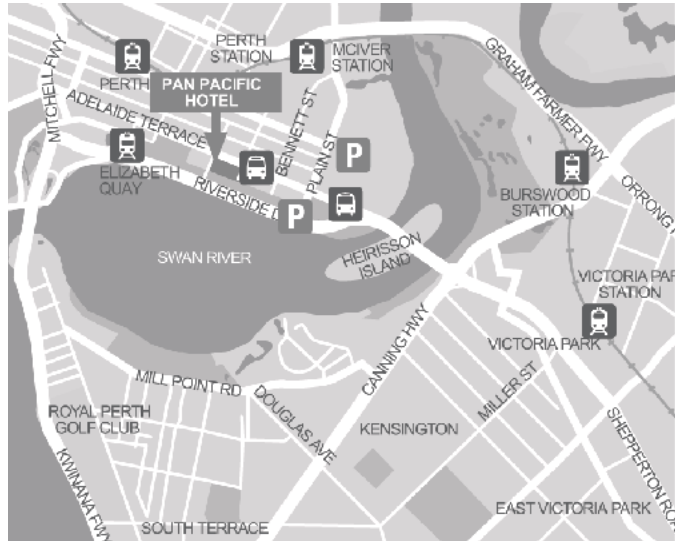 PERTH
STATION
MCIVER
STATION
GRAHAM FARMER FWY
MITCHELL FWY
PERTH
PAN PACIFIC
HOTEL
ADELAIDE TERRACE
BENNETT ST
PLAIN ST
P
ELIZABETH
QUAY
RIVERSIDE D
P
BURSWOOD
STATION
ORRONG
SWAN RIVER
HEIRISSON
ISLAND
VICTORIA PAR
STATION
CANNING HWY
VICTORIA PARK
MILL POINT RD
DOUGLAS AVE
MILLER ST
ROYAL PERTH
GOLF CLUB
KENSINGTON
SHEPPERTON ROA
KWINANA FWY
EAST VICTORIA PARK
SOUTH TERRACE